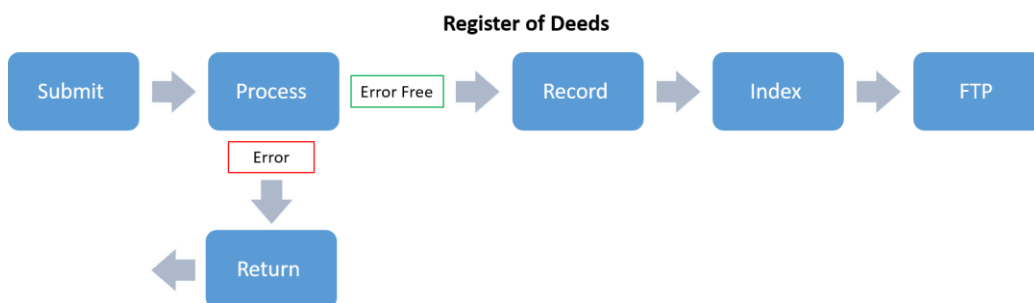 Register of Deeds
Submit
Process
Error Free
Record
Index
FTP
Error
Return